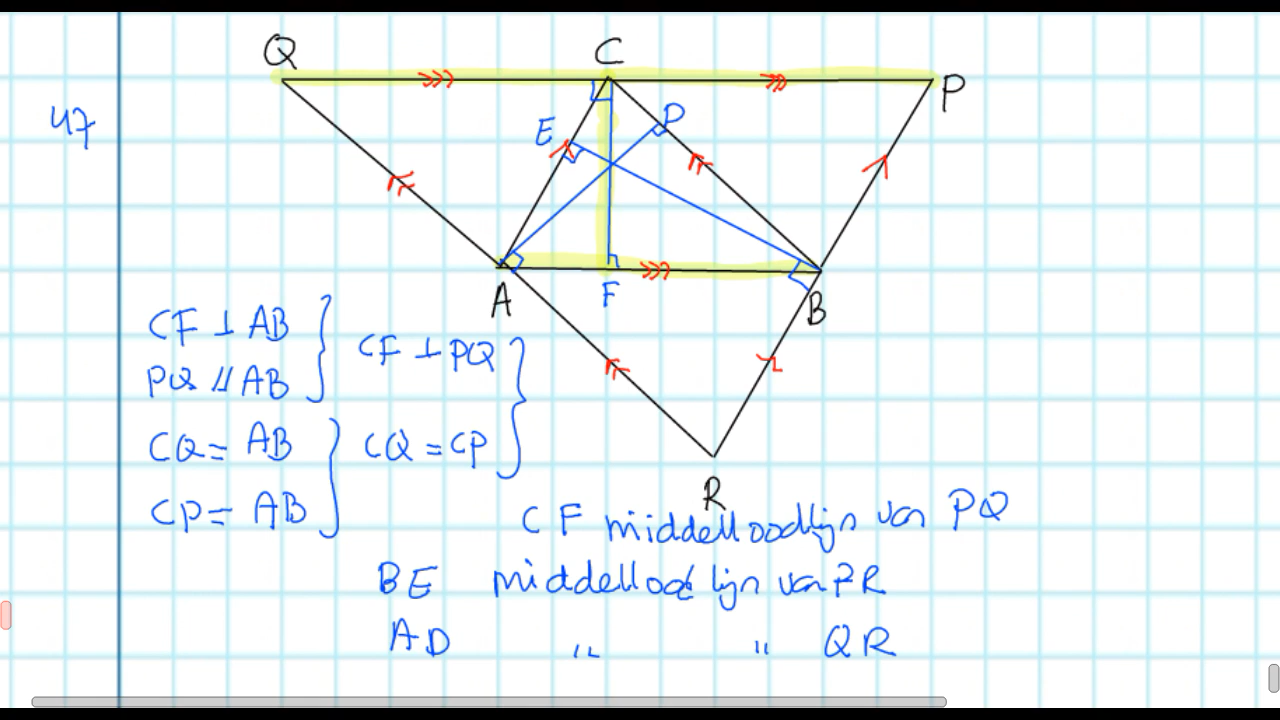 Q C P
47
E D
A F B
CF ⊥ AB
CF ⊥ PQ
PQ // AB
CQ = AB
CQ = CP
CP = AB
R
CF middelloodlijn van PQ
BE middelloodlijn van PR
AD " " QR